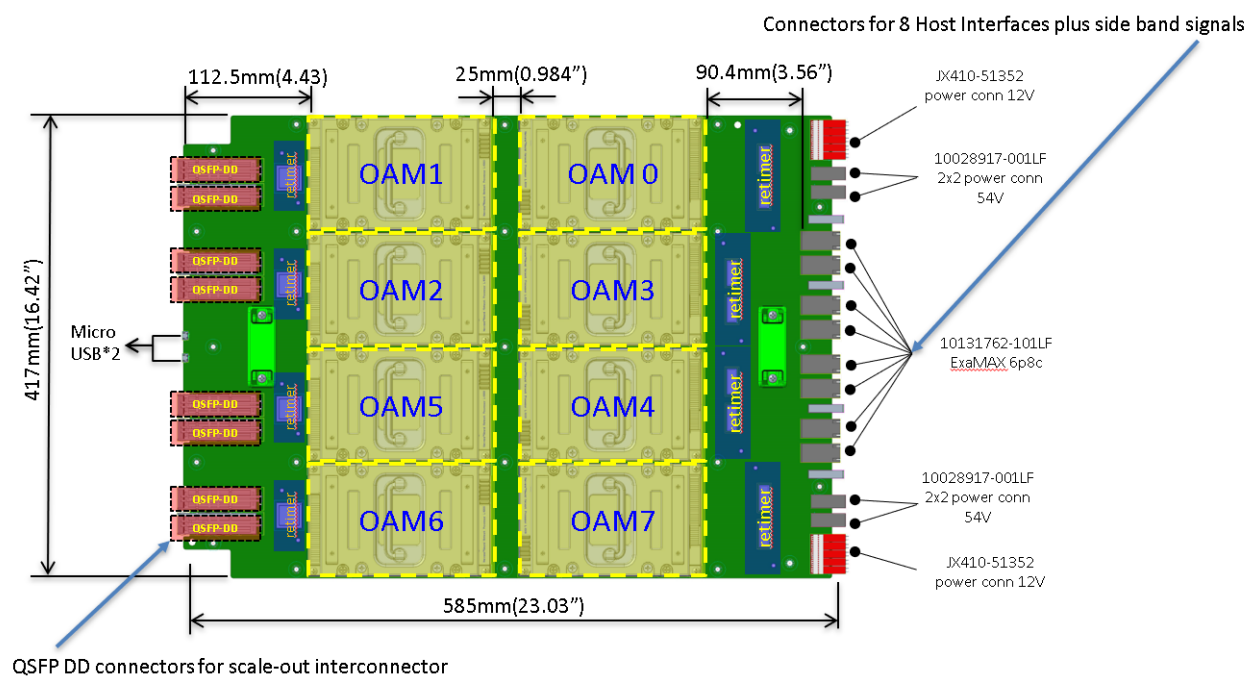 Connectors for 8 Host Interfaces plus side band signals
112.5mm(4.43)
25mm(0.984”)
90.4mm(3.56”)
JX410-51352
power conn 12V
10028917-001LF
2x2 power conn
54V
417mm(16.42”)
QSFP-DD
QSFP-DD
retimer
OAM1
OAM 0
retimer
QSFP-DD
QSFP-DD
retimer
OAM2
OAM3
retimer
Micro
USB*2
10131762-101LF
ExaMAX 6p8c
QSFP-DD
QSFP-DD
retimer
OAM5
OAM4
retimer
QSFP-DD
QSFP-DD
retimer
OAM6
OAM7
retimer
10028917-001LF
2x2 power conn
54V
JX410-51352
power conn 12V
585mm(23.03”)
QSFP DD connectors for scale-out interconnector